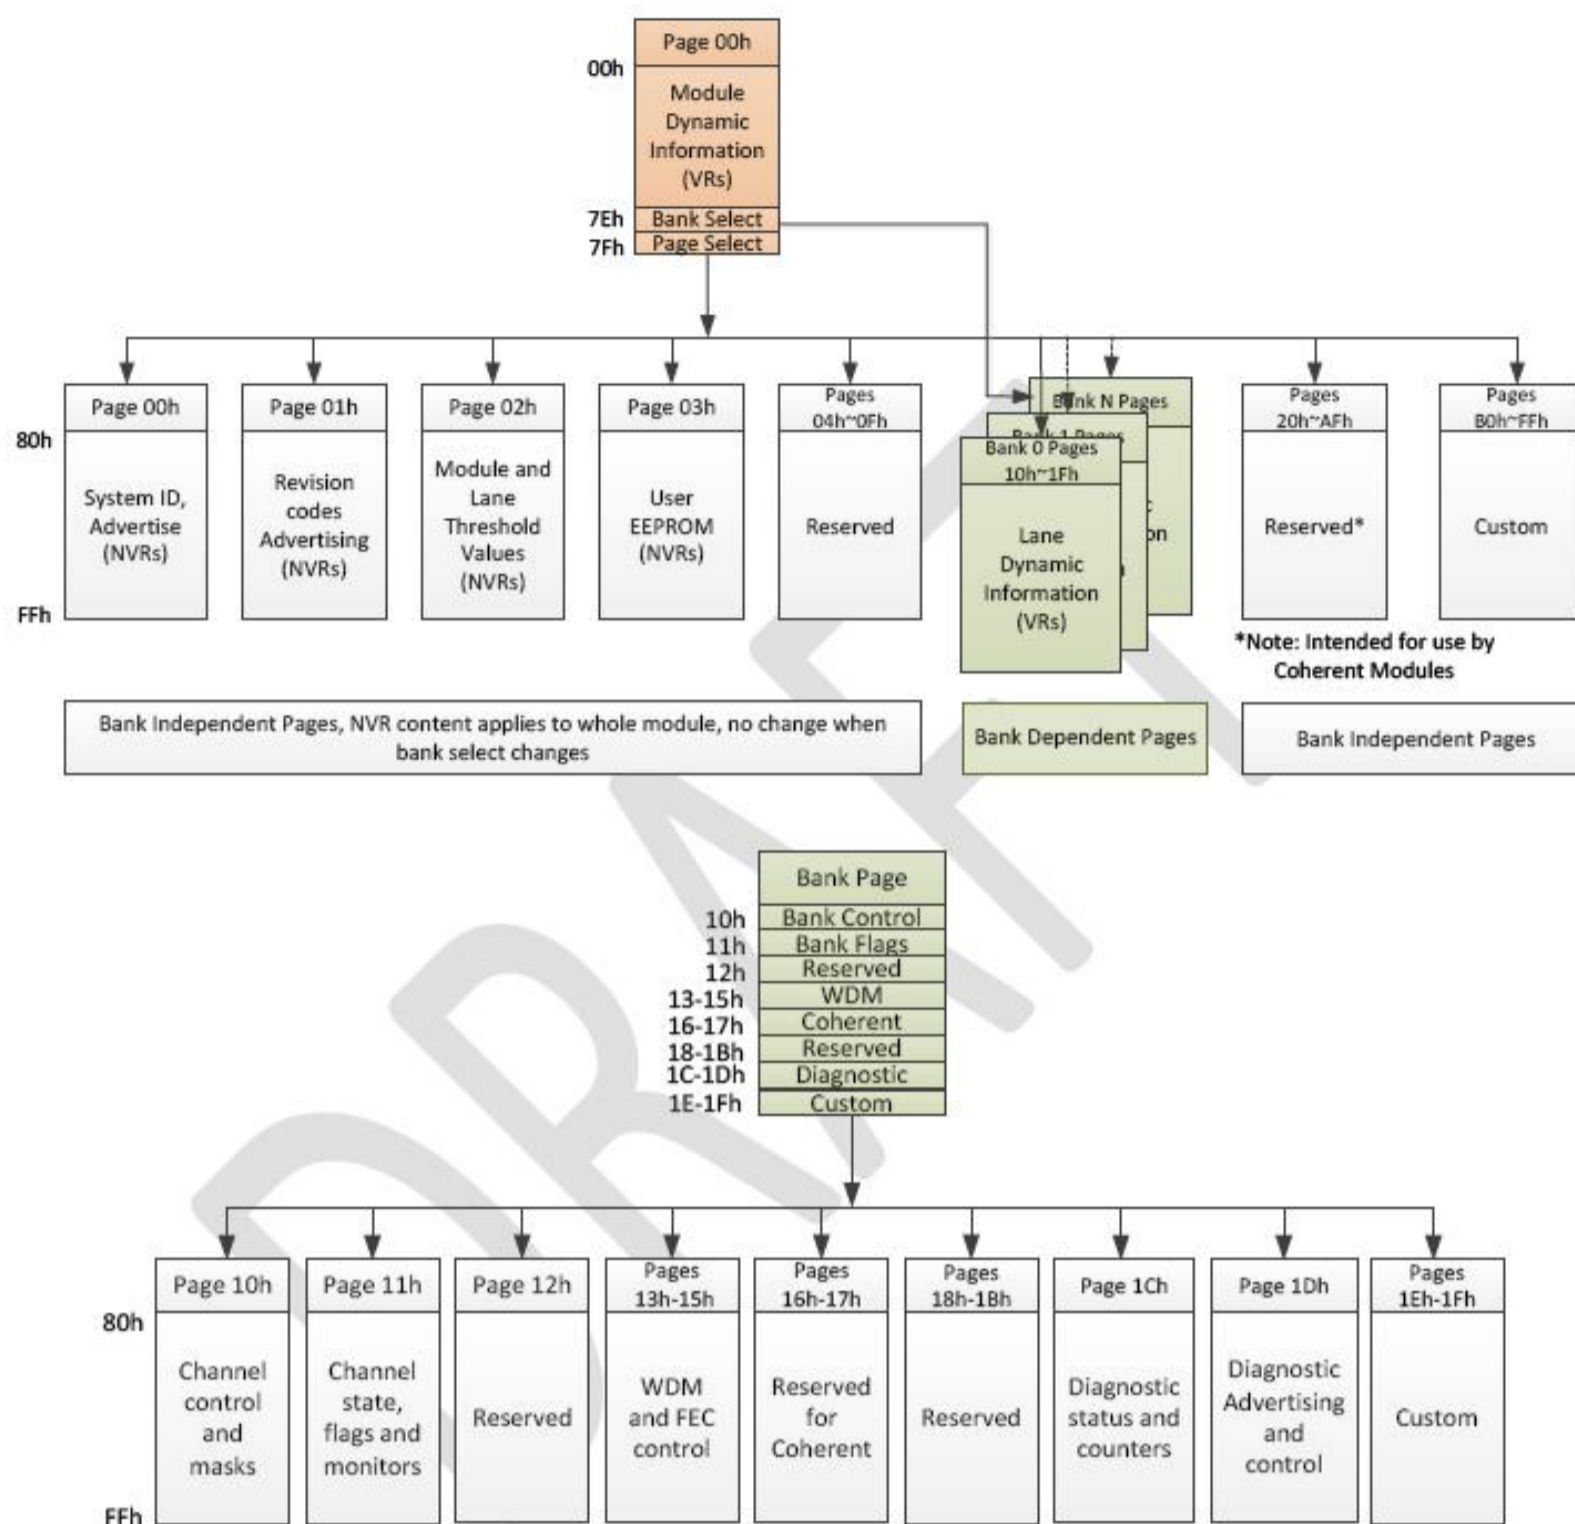 Page 00h
00h
Module
Dynamic
Information
(VRs)
7Eh
Bank Select
7Fh
Page Select
80h
FFh
Page 00h
System ID,
Advertise
(NVRs)
Page 01h
Revision
codes
Advertising
(NVRs)
Page 02h
Module and
Lane
Threshold
Values
(NVRs)
Page 03h
User
EEPROM
(NVRs)
Pages
04h~0Fh
Reserved
Bank N Pages
Bank 1 Pages
Bank 0 Pages
10h~1Fh
Lane
Dynamic
Information
(VRs)
Pages
20h~AFh
Reserved*
Pages
B0h~FFh
Custom
*Note: Intended for use by
Coherent Modules
Bank Independent Pages, NVR content applies to whole module, no change when
bank select changes
Bank Dependent Pages
Bank Independent Pages
Bank Page
10h
Bank Control
11h
Bank Flags
12h
Reserved
13-15h
WDM
16-17h
Coherent
18-1Bh
Reserved
1C-1Dh
Diagnostic
1E-1Fh
Custom
80h
FFh
Page 10h
Channel
control
and
masks
Page 11h
Channel
state,
flags and
monitors
Page 12h
Reserved
Pages
13h-15h
WDM
and FEC
control
Pages
16h-17h
Reserved
for
Coherent
Pages
18h-1Bh
Reserved
Page 1Ch
Diagnostic
status and
counters
Page 1Dh
Diagnostic
Advertising
and
control
Pages
1Eh-1Fh
Custom
DRAFT